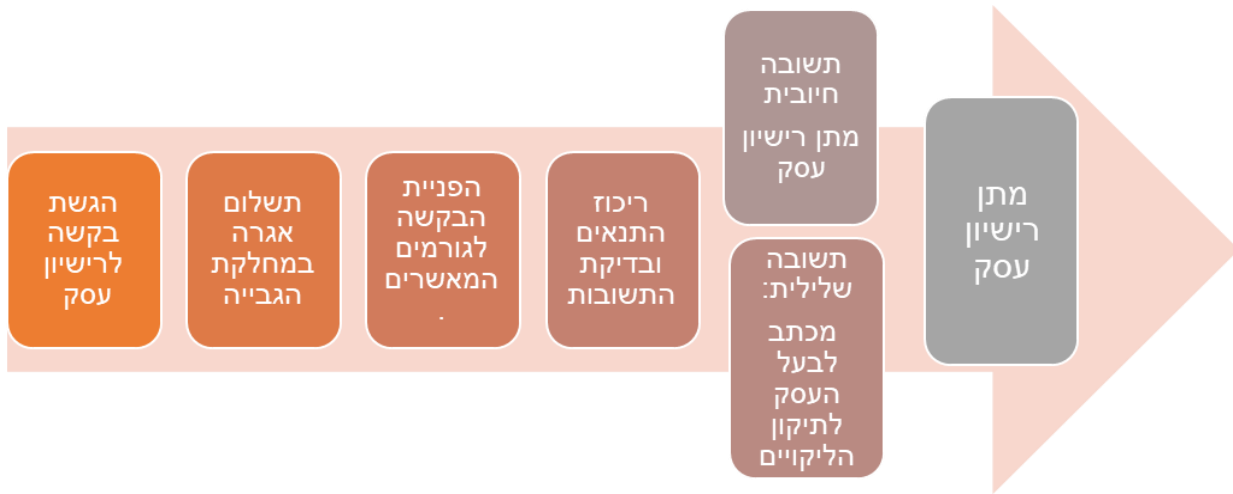 הגשת
בקשה
לרישיון
עסק
תשלום
אגרה
במחלקת
הגבייה
הפניית
הבקשה
לגורמים
המאשרים
.
ריכוז
התנאים
ובדיקת
התשובות
תשובה
חיובית
מתן רישיון
עסק
תשובה
שלילית:
מכתב
לבעל
העסק
לתיקון
הליקויים
מתן
רישיון
עסק